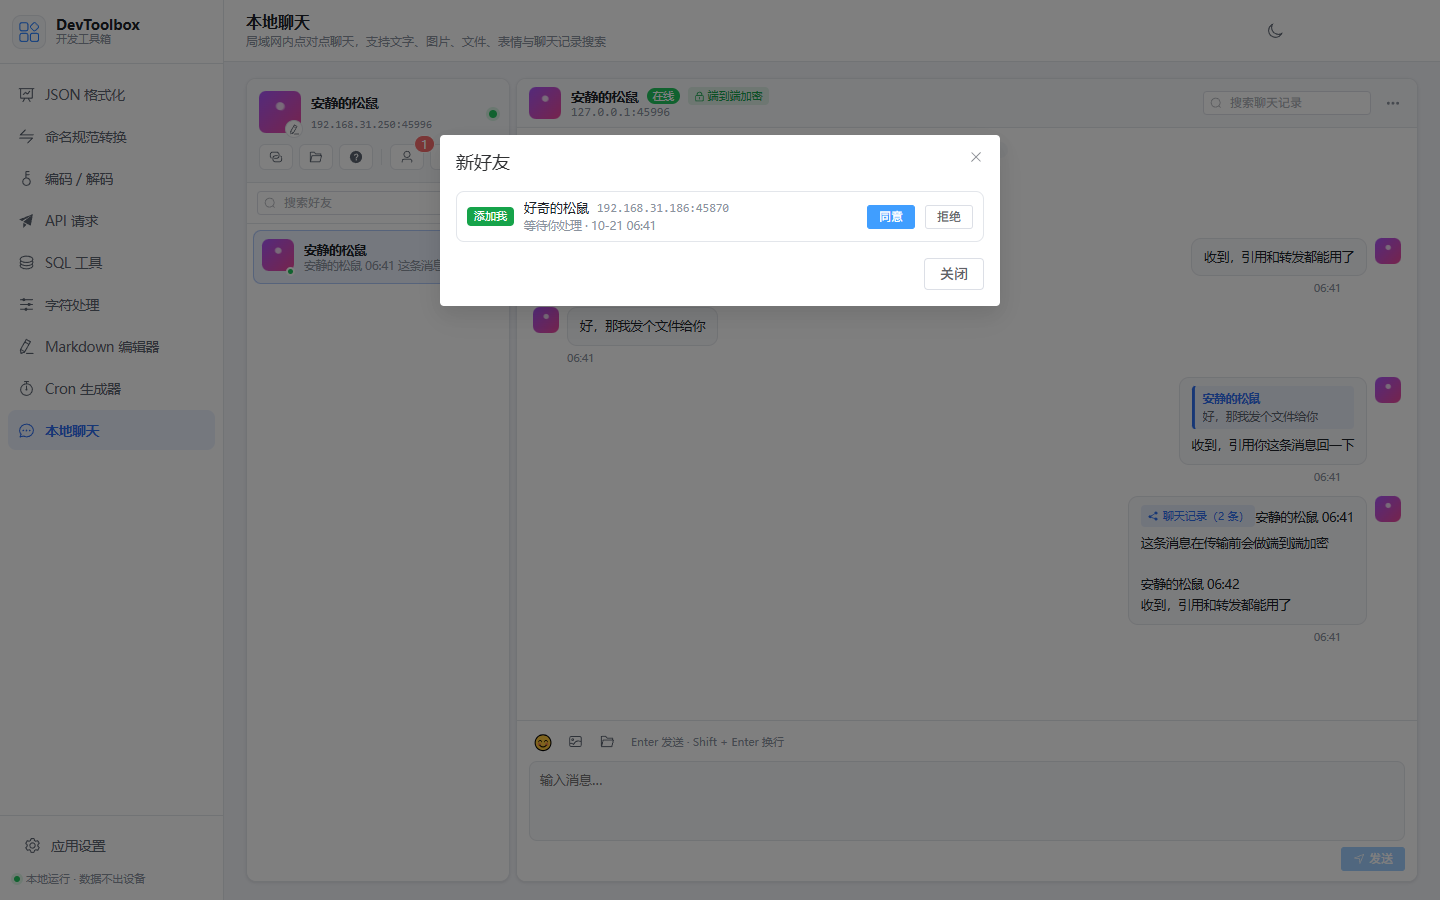 DevToolbox
开发工具箱
JSON 格式化
命名规范转换
编码 / 解码
API 请求
SQL 工具
字符处理
Markdown 编辑器
Cron 生成器
本地聊天
应用设置
本地运行 · 数据不出设备
本地聊天
局域网内点对点聊天，支持文字、图片、文件、表情与聊天记录搜索
安静的松鼠
192.168.31.250:45996
1
搜索好友
安静的松鼠
安静的松鼠 06:41 这条消息
安静的松鼠 在线 端到端加密
127.0.0.1:45996
搜索聊天记录
新好友
添加我
好奇的松鼠 192.168.31.186:45870
等待你处理 · 10-21 06:41
同意
拒绝
关闭
收到，引用和转发都能用了
06:41
好，那我发个文件给你
06:41
安静的松鼠
好，那我发个文件给你
收到，引用你这条消息回一下
06:41
聊天记录（2 条） 安静的松鼠 06:41
这条消息在传输前会做端到端加密
安静的松鼠 06:42
收到，引用和转发都能用了
06:41
Enter 发送 · Shift + Enter 换行
输入消息...
发送